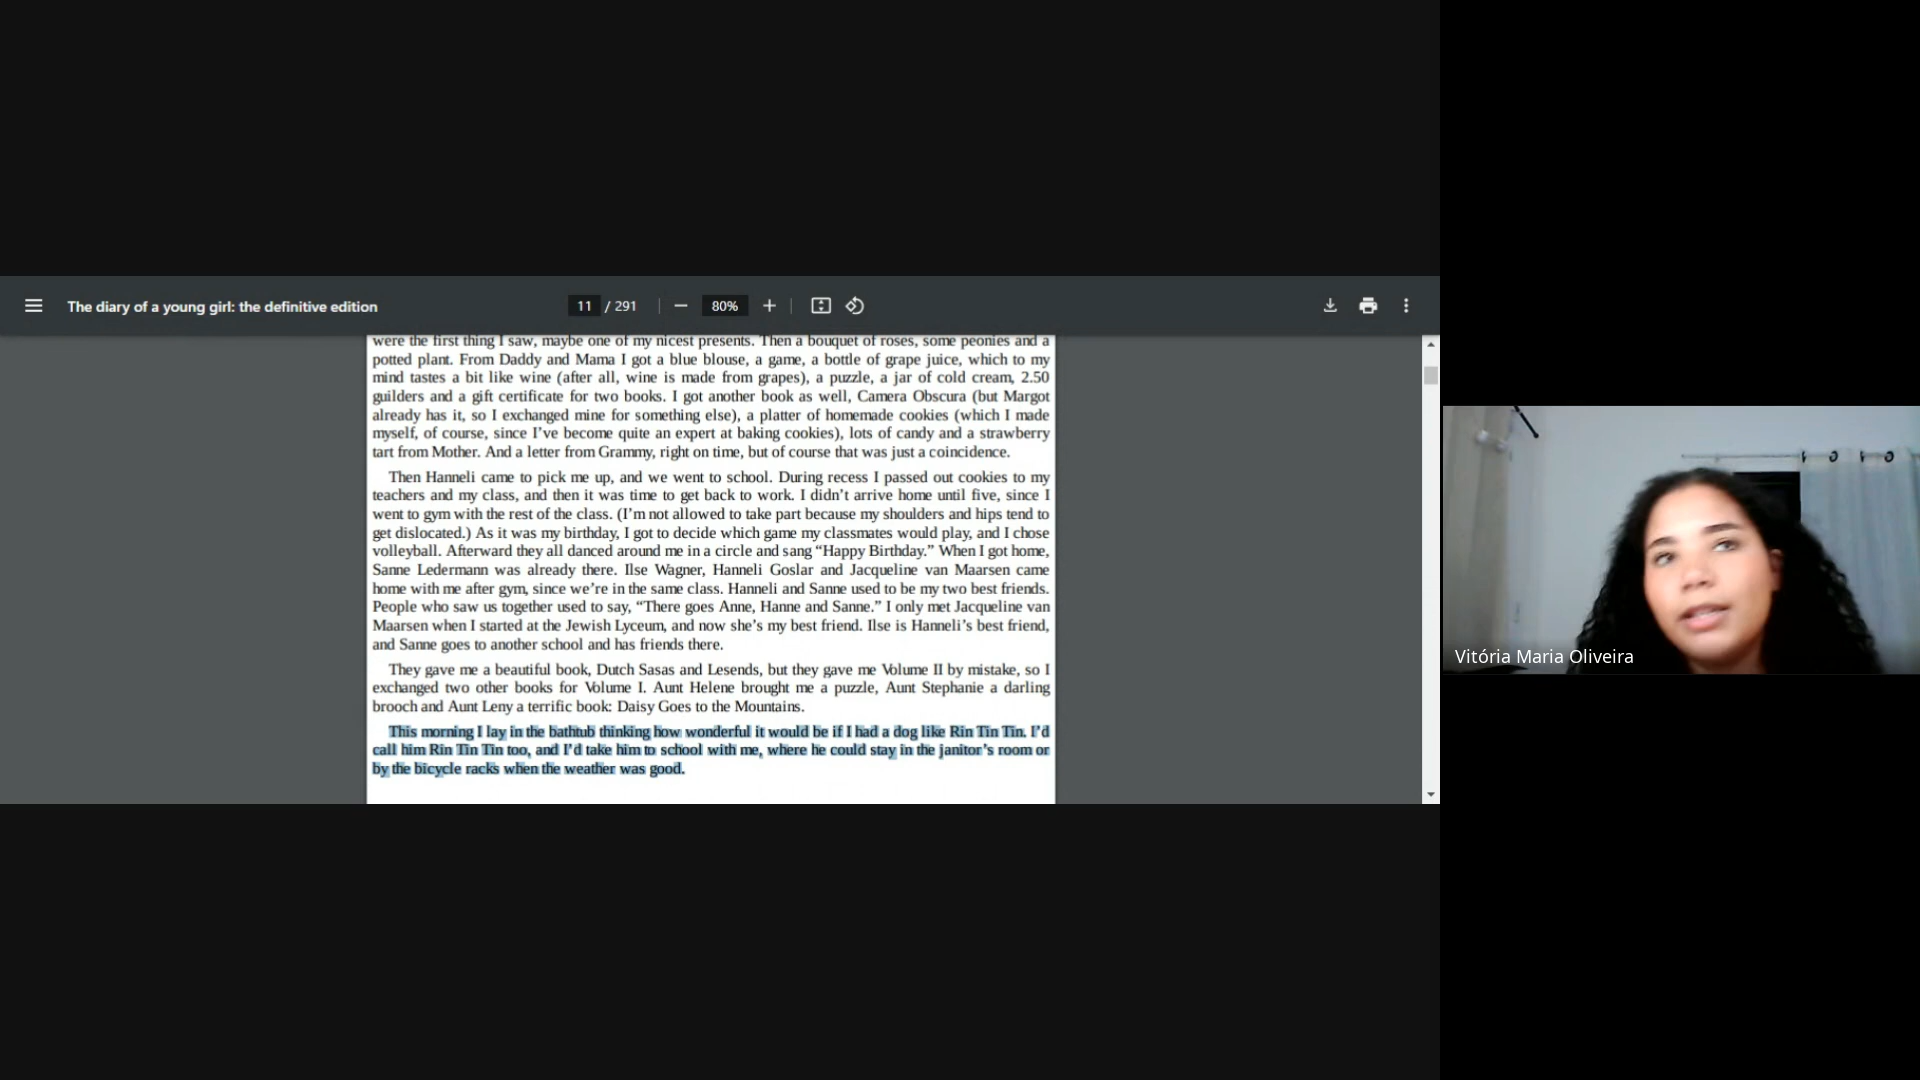 The diary of a young girl: the definitive edition
11 / 291
80%
were the first thing I saw, maybe one of my nicest presents. Then a bouquet of roses, some peonies and a
potted plant. From Daddy and Mama I got a blue blouse, a game, a bottle of grape juice, which to my
mind tastes a bit like wine (after all, wine is made from grapes), a puzzle, a jar of cold cream, 2.50
guilders and a gift certificate for two books. I got another book as well, Camera Obscura (but Margot
already has it, so I exchanged mine for something else), a platter of homemade cookies (which I made
myself, of course, since I’ve become quite an expert at baking cookies), lots of candy and a strawberry
tart from Mother. And a letter from Grammy, right on time, but of course that was just a coincidence.
Then Hanneli came to pick me up, and we went to school. During recess I passed out cookies to my
teachers and my class, and then it was time to get back to work. I didn’t arrive home until five, since I
went to gym with the rest of the class. (I’m not allowed to take part because my shoulders and hips tend to
get dislocated.) As it was my birthday, I got to decide which game my classmates would play, and I chose
volleyball. Afterward they all danced around me in a circle and sang “Happy Birthday.” When I got home,
Sanne Ledermann was already there. Ilse Wagner, Hanneli Goslar and Jacqueline van Maarsen came
home with me after gym, since we’re in the same class. Hanneli and Sanne used to be my two best friends.
People who saw us together used to say, “There goes Anne, Hanne and Sanne.” I only met Jacqueline van
Maarsen when I started at the Jewish Lyceum, and now she’s my best friend. Ilse is Hanneli’s best friend,
and Sanne goes to another school and has friends there.
They gave me a beautiful book, Dutch Sasas and Lesends, but they gave me Volume II by mistake, so I
exchanged two other books for Volume I. Aunt Helene brought me a puzzle, Aunt Stephanie a darling
brooch and Aunt Leny a terrific book: Daisy Goes to the Mountains.
This morning I lay in the bathtub thinking how wonderful it would be if I had a dog like Rin Tin Tin. I’d
call him Rin Tin Tin too, and I’d take him to school with me, where he could stay in the janitor’s room or
by the bicycle racks when the weather was good.
Vitória Maria Oliveira